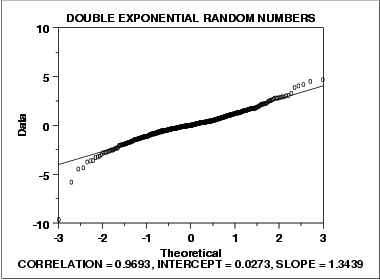 DOUBLE EXPONENTIAL RANDOM NUMBERS
10
5
0
-5
-10
Data
-3 -2 -1 0 1 2 3
Theoretical
CORRELATION = 0.9693, INTERCEPT = 0.0273, SLOPE = 1.3439